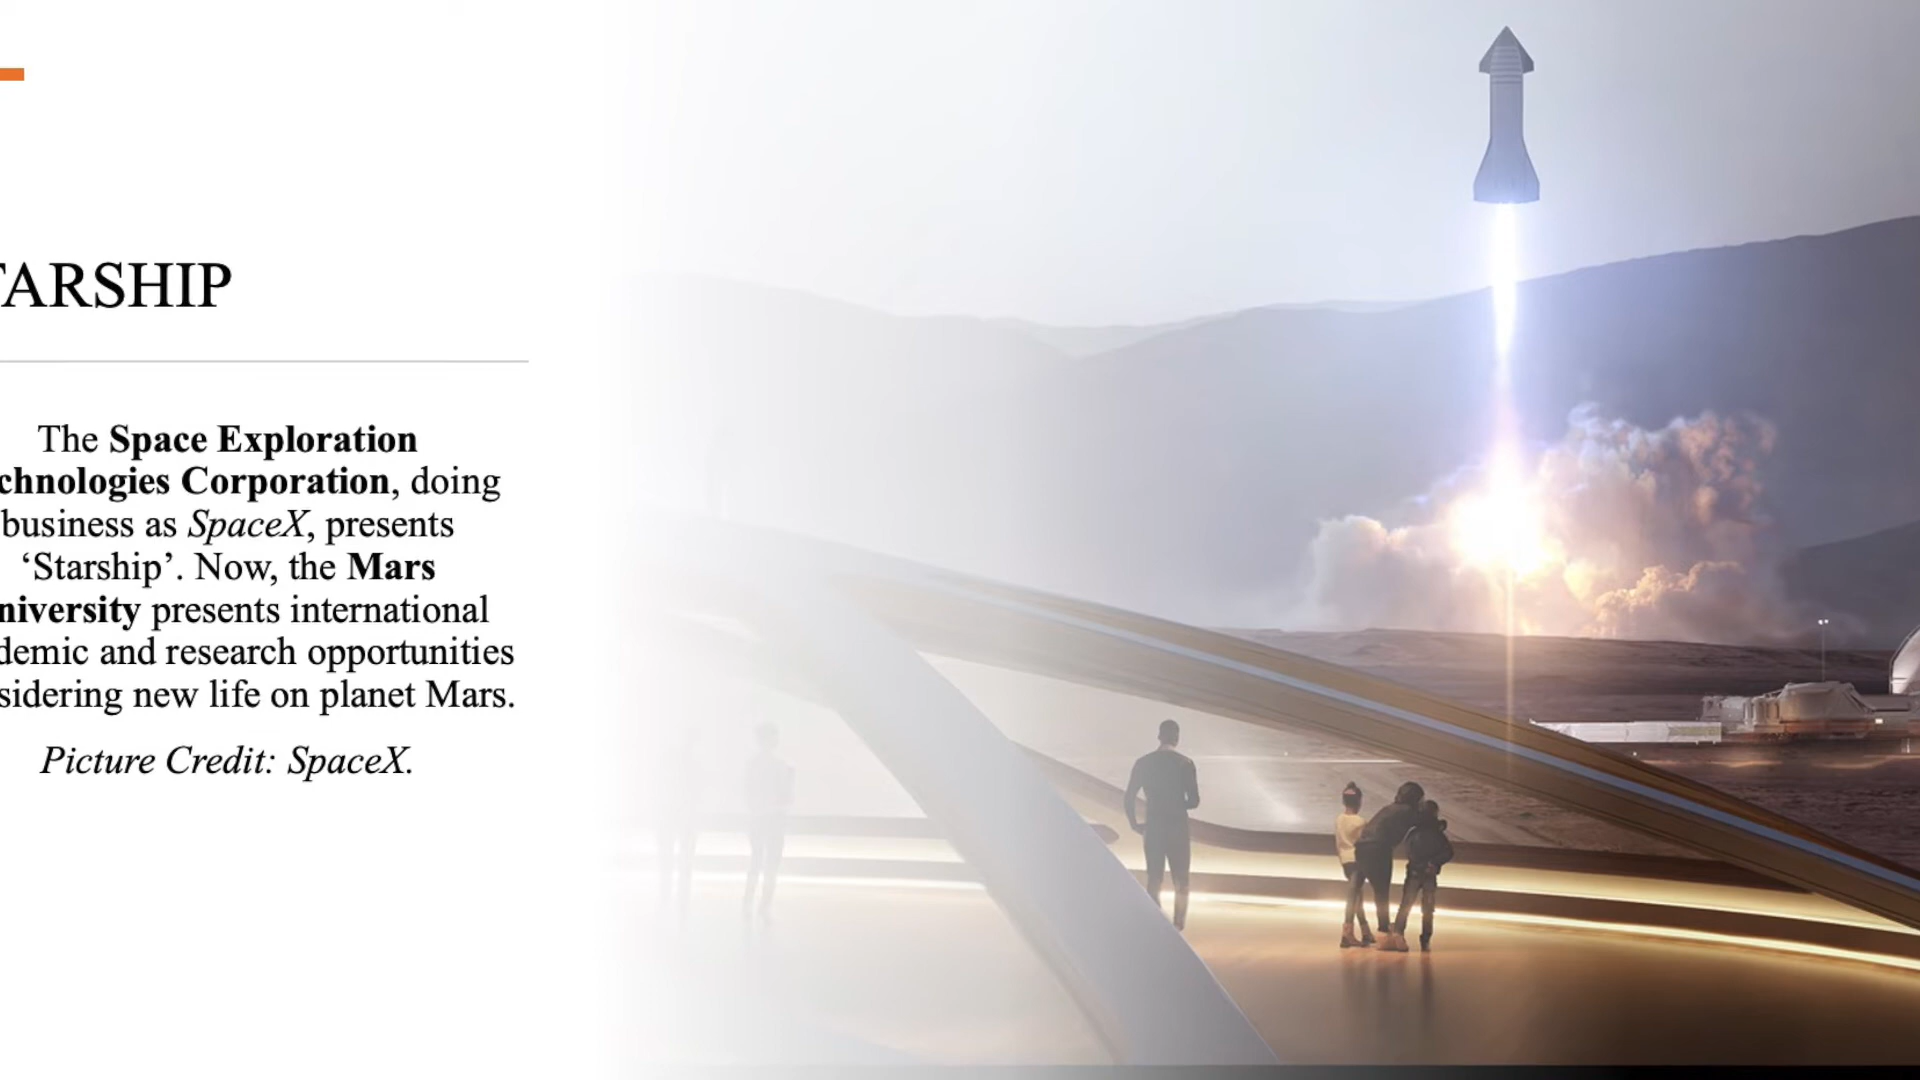 TARSHIP
The Space Exploration
chnologies Corporation, doing
business as SpaceX, presents
‘Starship’. Now, the Mars
niversity presents international
demic and research opportunities
sidering new life on planet Mars.
Picture Credit: SpaceX.